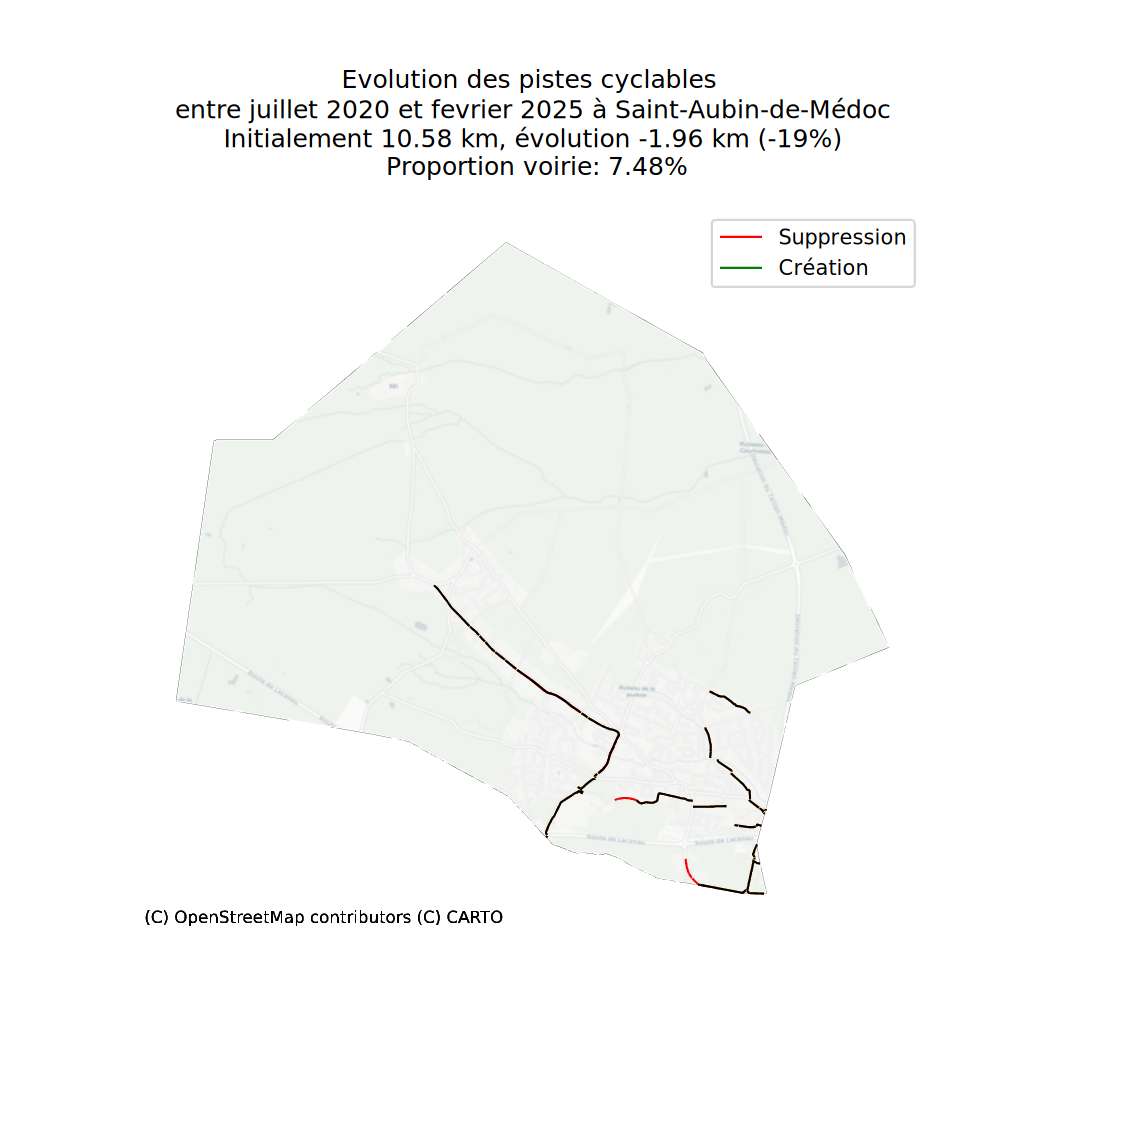 Evolution des pistes cyclables
entre juillet 2020 et fevrier 2025 à Saint-Aubin-de-Médoc
Initialement 10.58 km, évolution -1.96 km (-19%)
Proportion voirie: 7.48%
Suppression
Création
Route de Lacanau
Route de Lacanau
Route de Lacanau
(C) OpenStreetMap contributors (C) CARTO